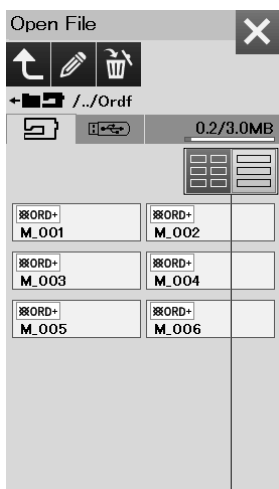 Open File
/../Ordf
0.2/3.0MB
ORD+ ORD+
M_001 M_002
ORD+ ORD+
M_003 M_004
ORD+ ORD+
M_005 M_006